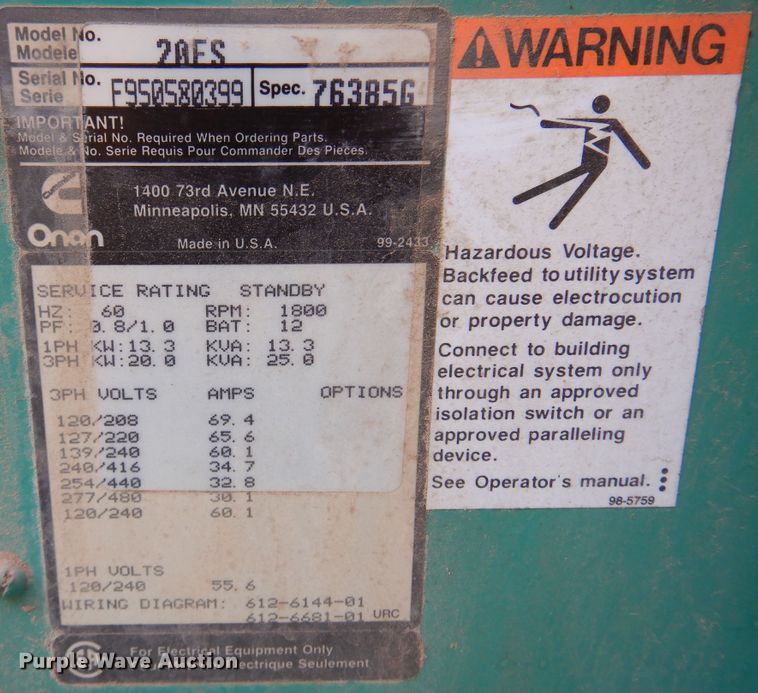 Model No.
Modele
20ES
Serial No.
Serie
F950580399
Spec.
76385G
IMPORTANT!
Model & Serial No. Required When Ordering Parts.
Modele & No. Serie Requis Pour Commander Des Pieces.
1400 73rd Avenue N.E.
Minneapolis, MN 55432 U.S.A.
Onan
Made in U.S.A.
99-2433
SERVICE RATING STANDBY
HZ: 60 RPM: 1800
PF: 0.8/1.0 BAT: 12
1PH KW:13.3 KVA: 13.3
3PH KW:20.0 KVA: 25.0
3PH VOLTS AMPS OPTIONS
120/208 69.4
127/220 65.6
139/240 60.1
240/416 34.7
254/440 32.8
277/480 30.1
120/240 60.1
1PH VOLTS
120/240 55.6
WIRING DIAGRAM: 612-6144-01
612-6681-01 URC
For Electrical Equipment Only
Electrique Seulement
WARNING
Hazardous Voltage.
Backfeed to utility system
can cause electrocution
or property damage.
Connect to building
electrical system only
through an approved
isolation switch or an
approved paralleling
device.
See Operator's manual.
98-5759
Purple Wave Auction